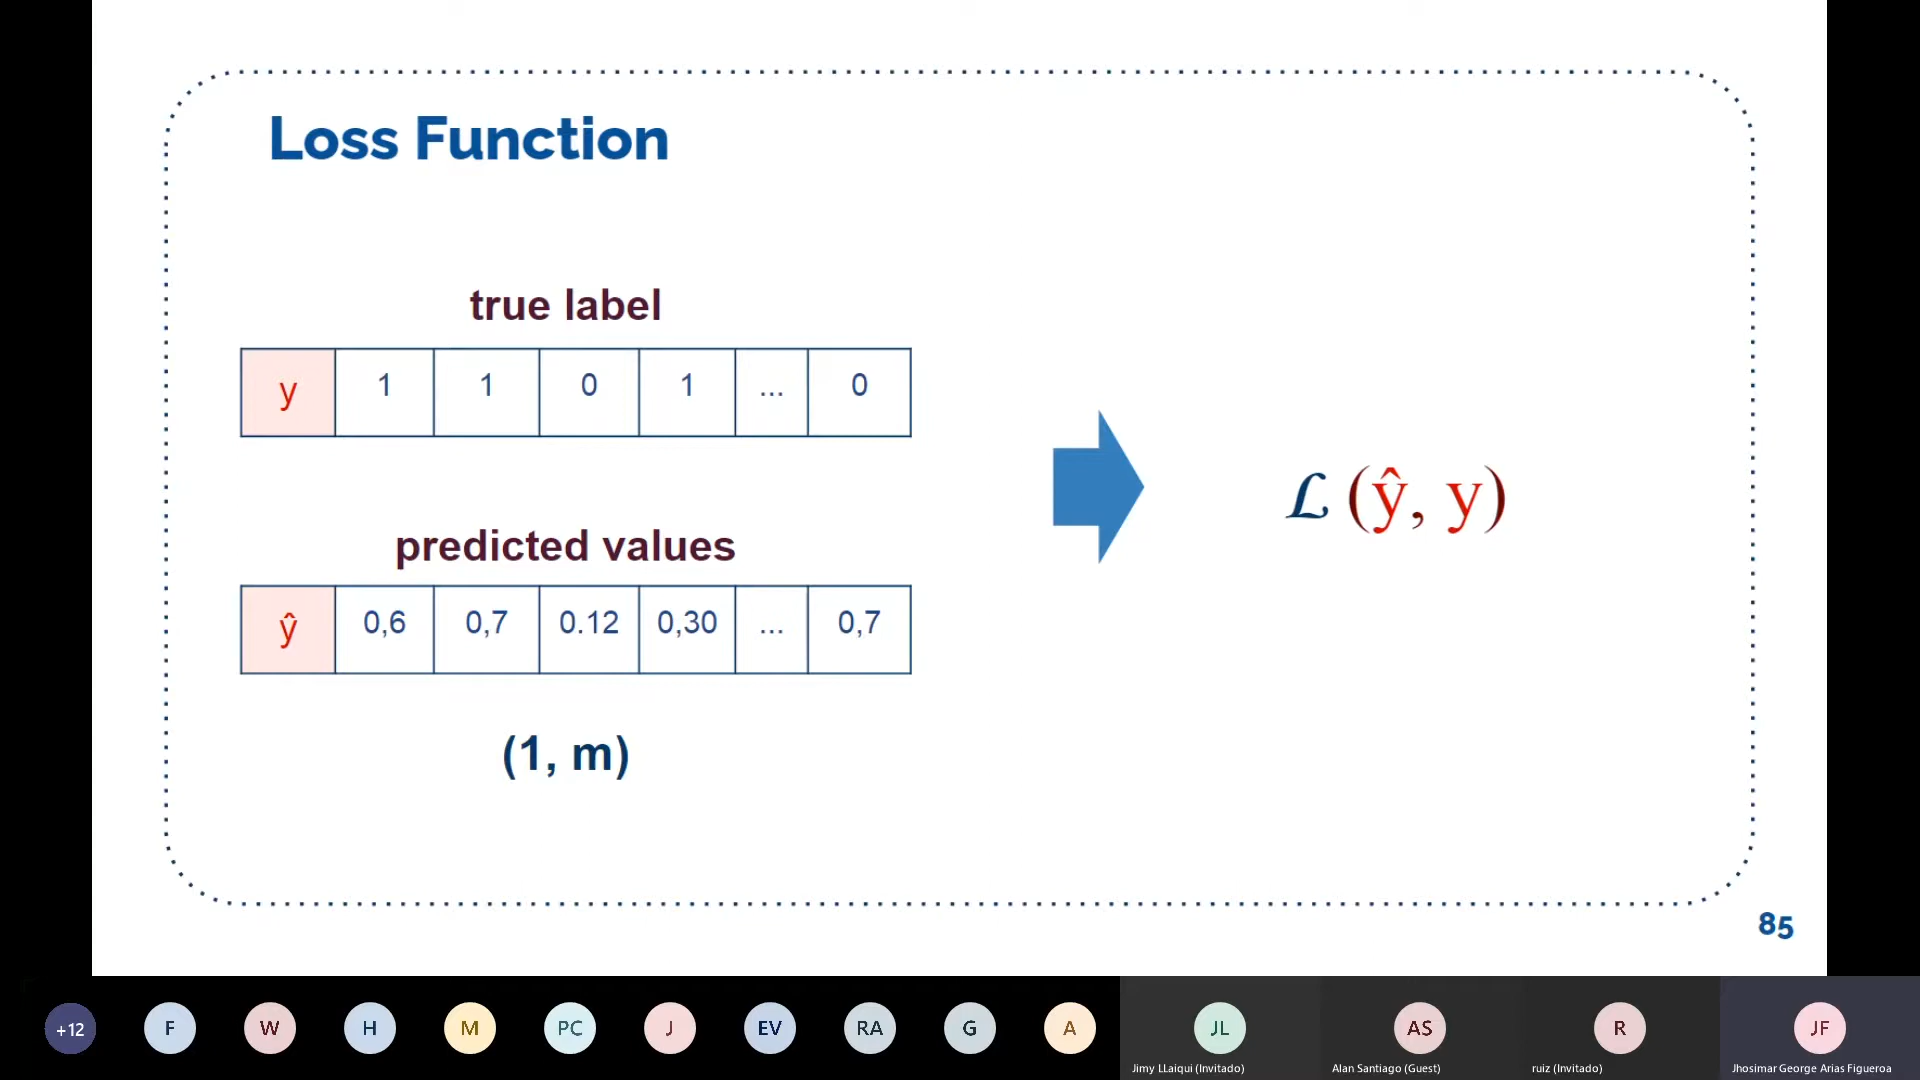 Loss Function
true label
y 1 1 0 1 ... 0
predicted values
ŷ 0,6 0,7 0.12 0,30 ... 0,7
(1, m)
ℒ (ŷ, y)
85
+12 F W H M PC J EV RA G A JL AS R JF
Jimy LLaiqui (Invitado) Alan Santiago (Guest) ruiz (Invitado) Jhosimar George Arias Figueroa